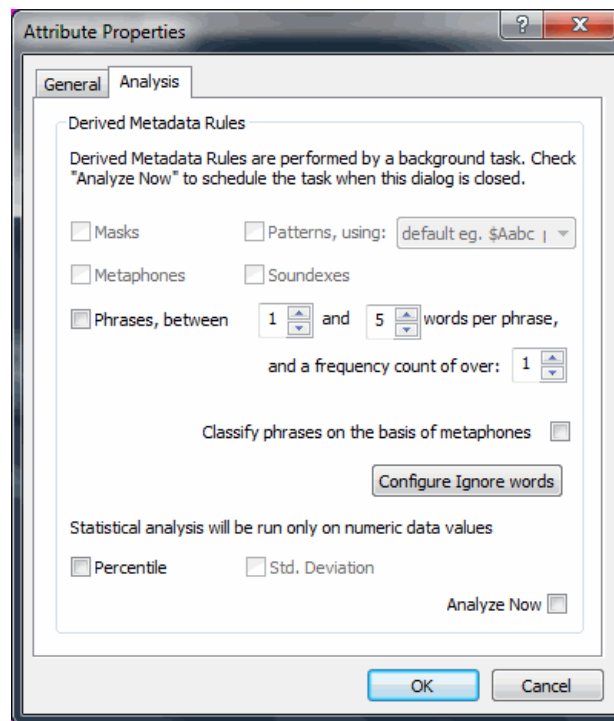 Attribute Properties
General Analysis
Derived Metadata Rules
Derived Metadata Rules are performed by a background task. Check
"Analyze Now" to schedule the task when this dialog is closed.
Masks Patterns, using: default eg. $Aabc
Metaphones Soundexes
Phrases, between 1 and 5 words per phrase,
and a frequency count of over: 1
Classify phrases on the basis of metaphones
Configure Ignore words
Statistical analysis will be run only on numeric data values
Percentile Std. Deviation
Analyze Now
OK Cancel